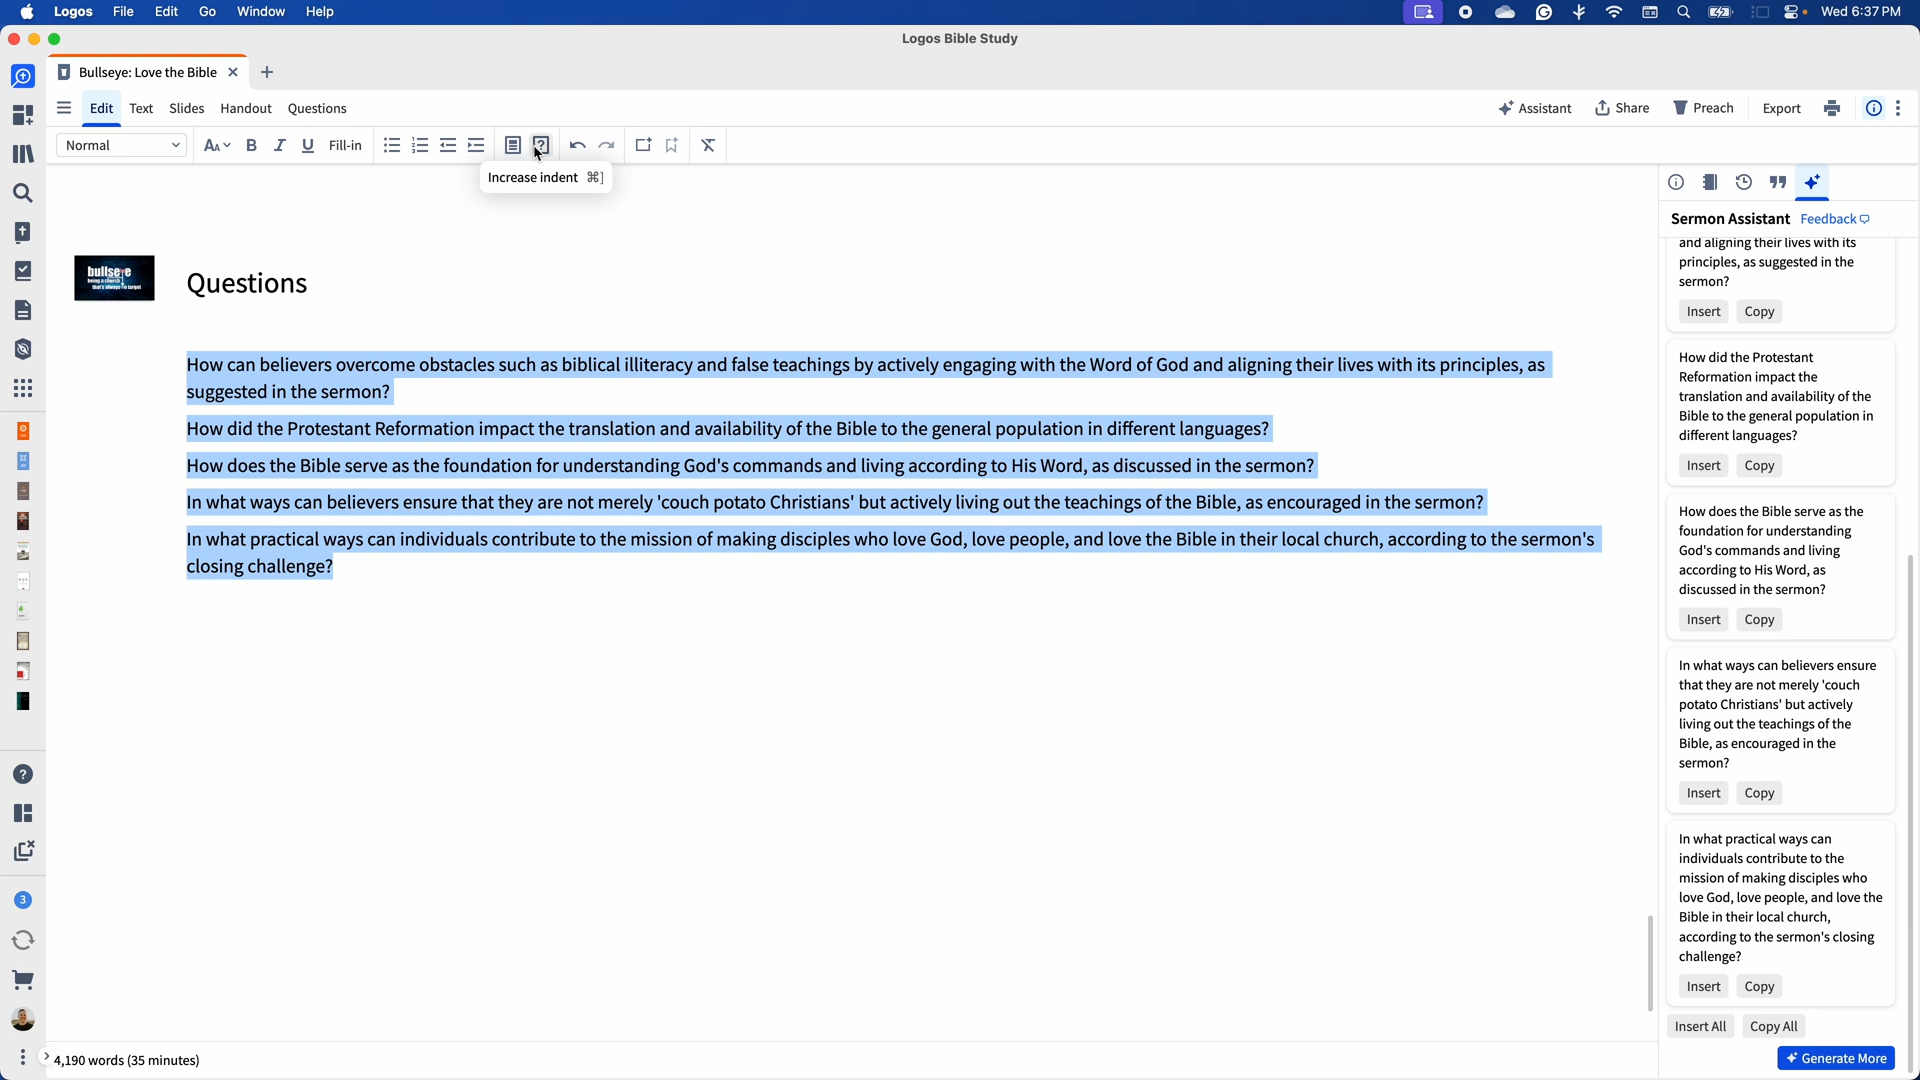 Logos File Edit Go Window Help Wed 6:37 PM
Logos Bible Study
Bullseye: Love the Bible
Edit Text Slides Handout Questions Assistant Share Preach Export
Normal AA B I U Fill-in
Increase indent ⌘]
Sermon Assistant Feedback
bullseye
being a church
that's always on target
Questions
How can believers overcome obstacles such as biblical illiteracy and false teachings by actively engaging with the Word of God and aligning their lives with its principles, as
suggested in the sermon?
How did the Protestant Reformation impact the translation and availability of the Bible to the general population in different languages?
How does the Bible serve as the foundation for understanding God's commands and living according to His Word, as discussed in the sermon?
In what ways can believers ensure that they are not merely 'couch potato Christians' but actively living out the teachings of the Bible, as encouraged in the sermon?
In what practical ways can individuals contribute to the mission of making disciples who love God, love people, and love the Bible in their local church, according to the sermon's
closing challenge?
and aligning their lives with its
principles, as suggested in the
sermon?
Insert Copy
How did the Protestant
Reformation impact the
translation and availability of the
Bible to the general population in
different languages?
Insert Copy
How does the Bible serve as the
foundation for understanding
God's commands and living
according to His Word, as
discussed in the sermon?
Insert Copy
In what ways can believers ensure
that they are not merely 'couch
potato Christians' but actively
living out the teachings of the
Bible, as encouraged in the
sermon?
Insert Copy
In what practical ways can
individuals contribute to the
mission of making disciples who
love God, love people, and love the
Bible in their local church,
according to the sermon's closing
challenge?
Insert Copy
Insert All Copy All
Generate More
3
4,190 words (35 minutes)